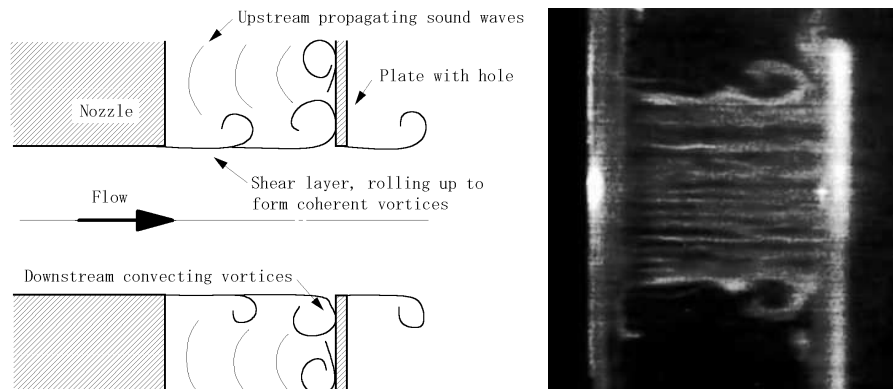 Upstream propagating sound waves
Plate with hole
Nozzle
Shear layer, rolling up to
form coherent vortices
Flow
Downstream convecting vortices